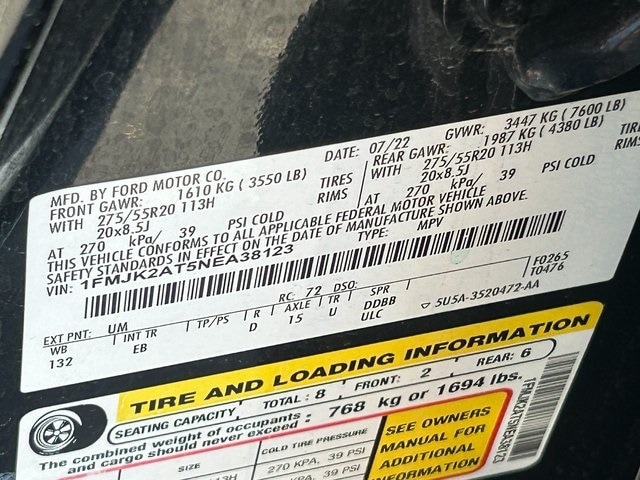 MFD. BY FORD MOTOR CO.
DATE: 07/22
GVWR: 3447 KG ( 7600 LB)
FRONT GAWR: 1610 KG ( 3550 LB)
REAR GAWR: 1987 KG ( 4380 LB)
WITH 275/55R20 113H TIRES
WITH 275/55R20 113H TIRE
20x8.5J RIMS
20x8.5J RI
AT 270 kPa/ 39 PSI COLD
AT 270 kPa/ 39 PSI COLD
THIS VEHICLE CONFORMS TO ALL APPLICABLE FEDERAL MOTOR VEHICLE
SAFETY STANDARDS IN EFFECT ON THE DATE OF MANUFACTURE SHOWN ABOVE.
VIN: 1FMJK2AT5NEA38123
TYPE: MPV
F0265
T0476
EXT PNT: UM RC: 72 DSO:
WB INT TR TP/PS R AXLE TR SPR
132 EB D 15 U DDBB
ULC
5U5A-3520472-AA
TIRE AND LOADING INFORMATION
SEATING CAPACITY TOTAL: 8 FRONT: 2 REAR: 6
The combined weight of occupants and cargo should never exceed: 768 kg or 1694 lbs.
SIZE COLD TIRE PRESSURE
13H 270 KPA, 39 PSI
270 KPA, 39 PSI
SEE OWNERS
MANUAL FOR
ADDITIONAL
INFORMATION
1FMJK2AT5NEA38123